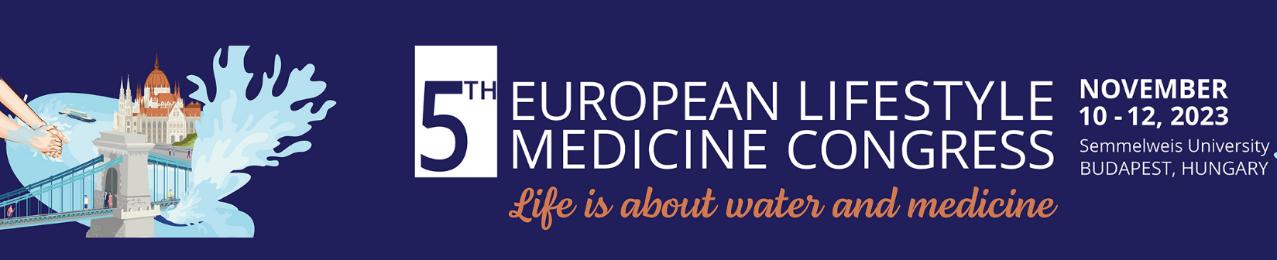 5TH EUROPEAN LIFESTYLE
MEDICINE CONGRESS
Life is about water and medicine
NOVEMBER
10 - 12, 2023
Semmelweis University
BUDAPEST, HUNGARY